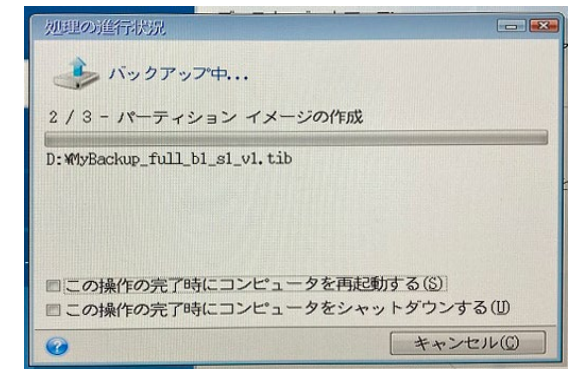 処理の進行状況
バックアップ中...
2 / 3 - パーティション イメージの作成
D:¥MyBackup_full_b1_s1_v1.tib
この操作の完了時にコンピュータを再起動する(S)
この操作の完了時にコンピュータをシャットダウンする(U)
キャンセル(C)